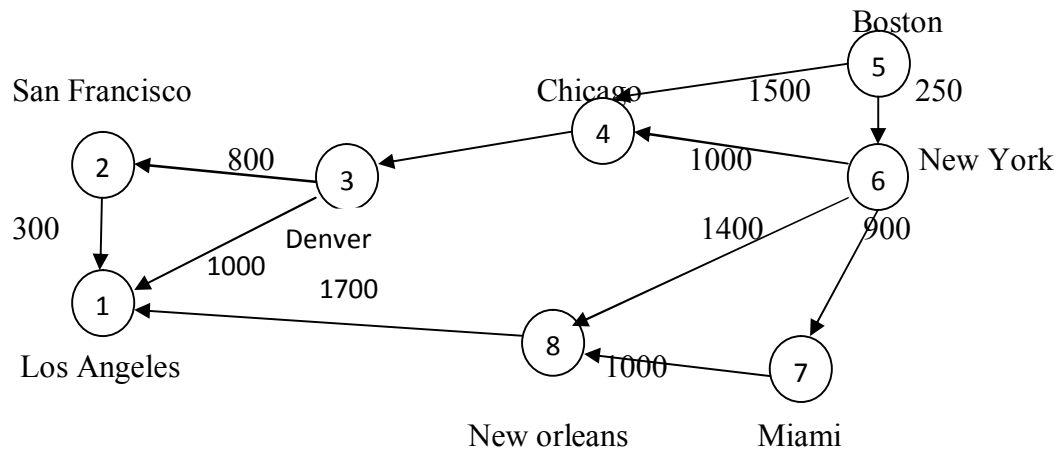 Boston
5
San Francisco
Chicago
1500
250
4
2
800
3
1000
New York
6
300
Denver
1400
900
1000
1700
1
8
1000
7
Los Angeles
New orleans
Miami